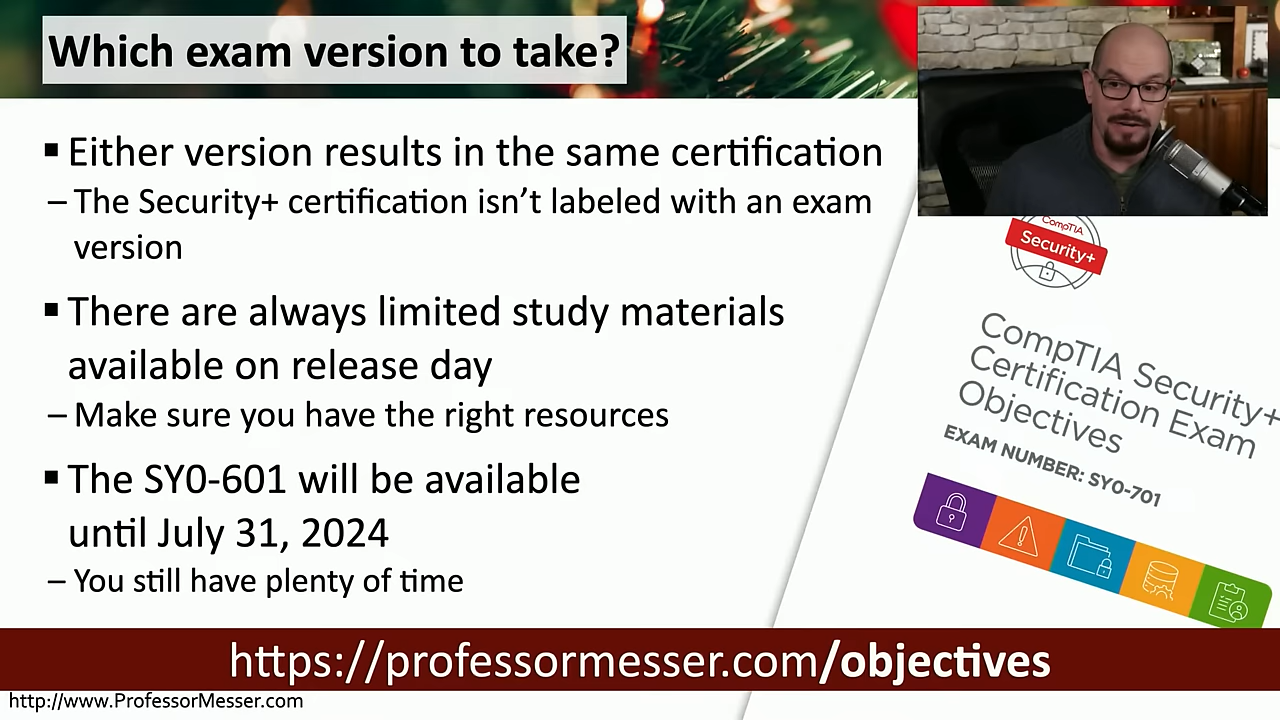 Which exam version to take?
▪ Either version results in the same certification
– The Security+ certification isn't labeled with an exam
version
▪ There are always limited study materials
available on release day
– Make sure you have the right resources
▪ The SY0-601 will be available
until July 31, 2024
– You still have plenty of time
CompTIA
Security+
CompTIA Security+
Certification Exam
Objectives
EXAM NUMBER: SY0-701
https://professormesser.com/objectives
http://www.ProfessorMesser.com